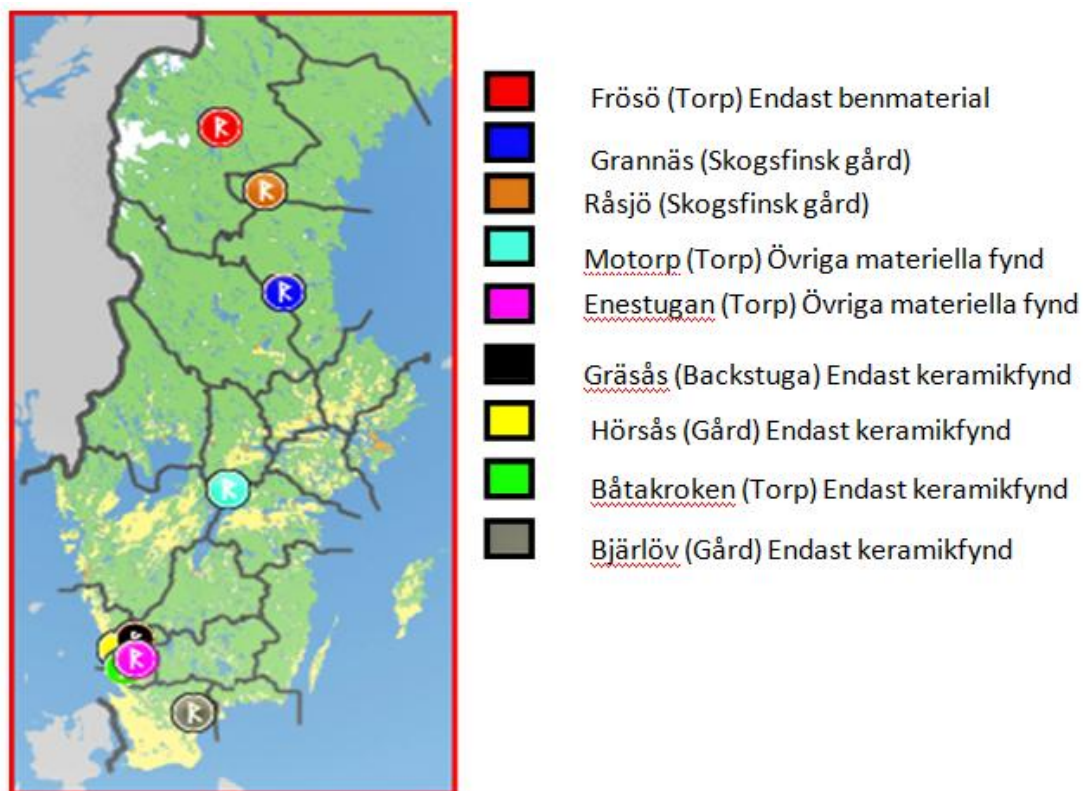 Frösö (Torp) Endast benmaterial
Grannäs (Skogsfinsk gård)
Råsjö (Skogsfinsk gård)
Motorp (Torp) Övriga materiella fynd
Enestugan (Torp) Övriga materiella fynd
Gräsås (Backstuga) Endast keramikfynd
Hörsås (Gård) Endast keramikfynd
Båtakroken (Torp) Endast keramikfynd
Bjärlöv (Gård) Endast keramikfynd